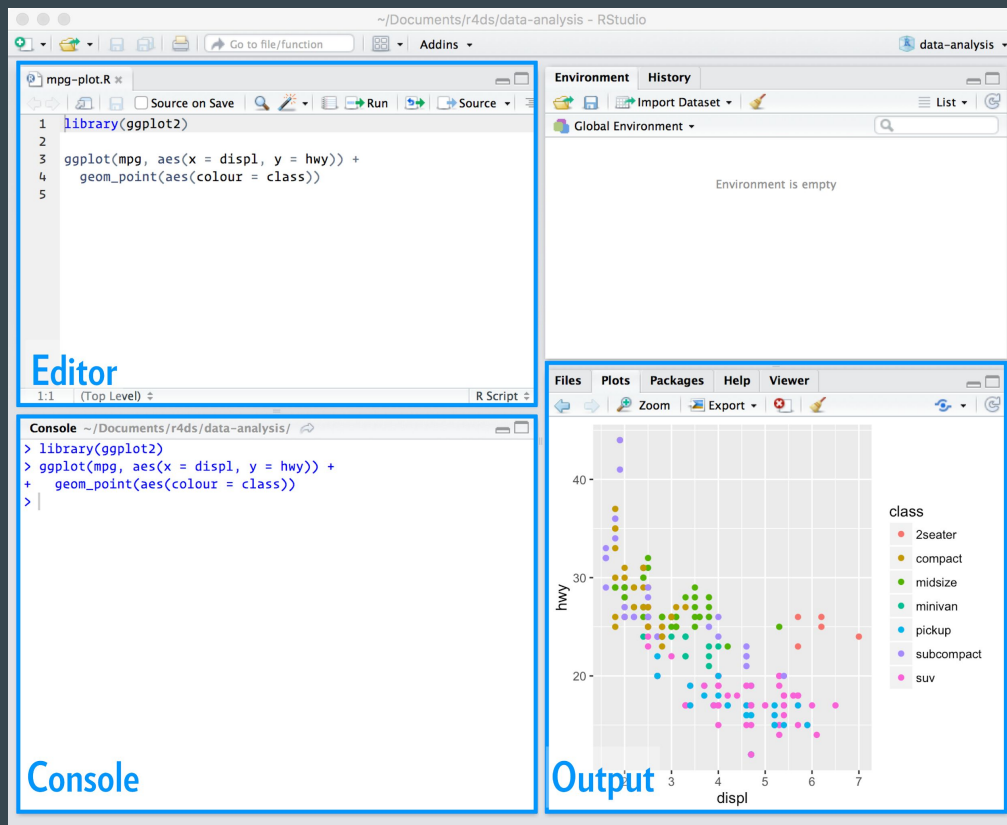 ~/Documents/r4ds/data-analysis - RStudio
Go to file/function
Addins
data-analysis
mpg-plot.R
Source on Save
Run
Source
1 library(ggplot2)
2
3 ggplot(mpg, aes(x = displ, y = hwy)) +
4   geom_point(aes(colour = class))
5
Editor
1:1 (Top Level) R Script
Console ~/Documents/r4ds/data-analysis/
> library(ggplot2)
> ggplot(mpg, aes(x = displ, y = hwy)) +
+   geom_point(aes(colour = class))
>
Console
Environment History
Import Dataset
List
Global Environment
Environment is empty
Files Plots Packages Help Viewer
Zoom Export
40
30
20
hwy
3 4 5 6 7
displ
class
2seater
compact
midsize
minivan
pickup
subcompact
suv
Output